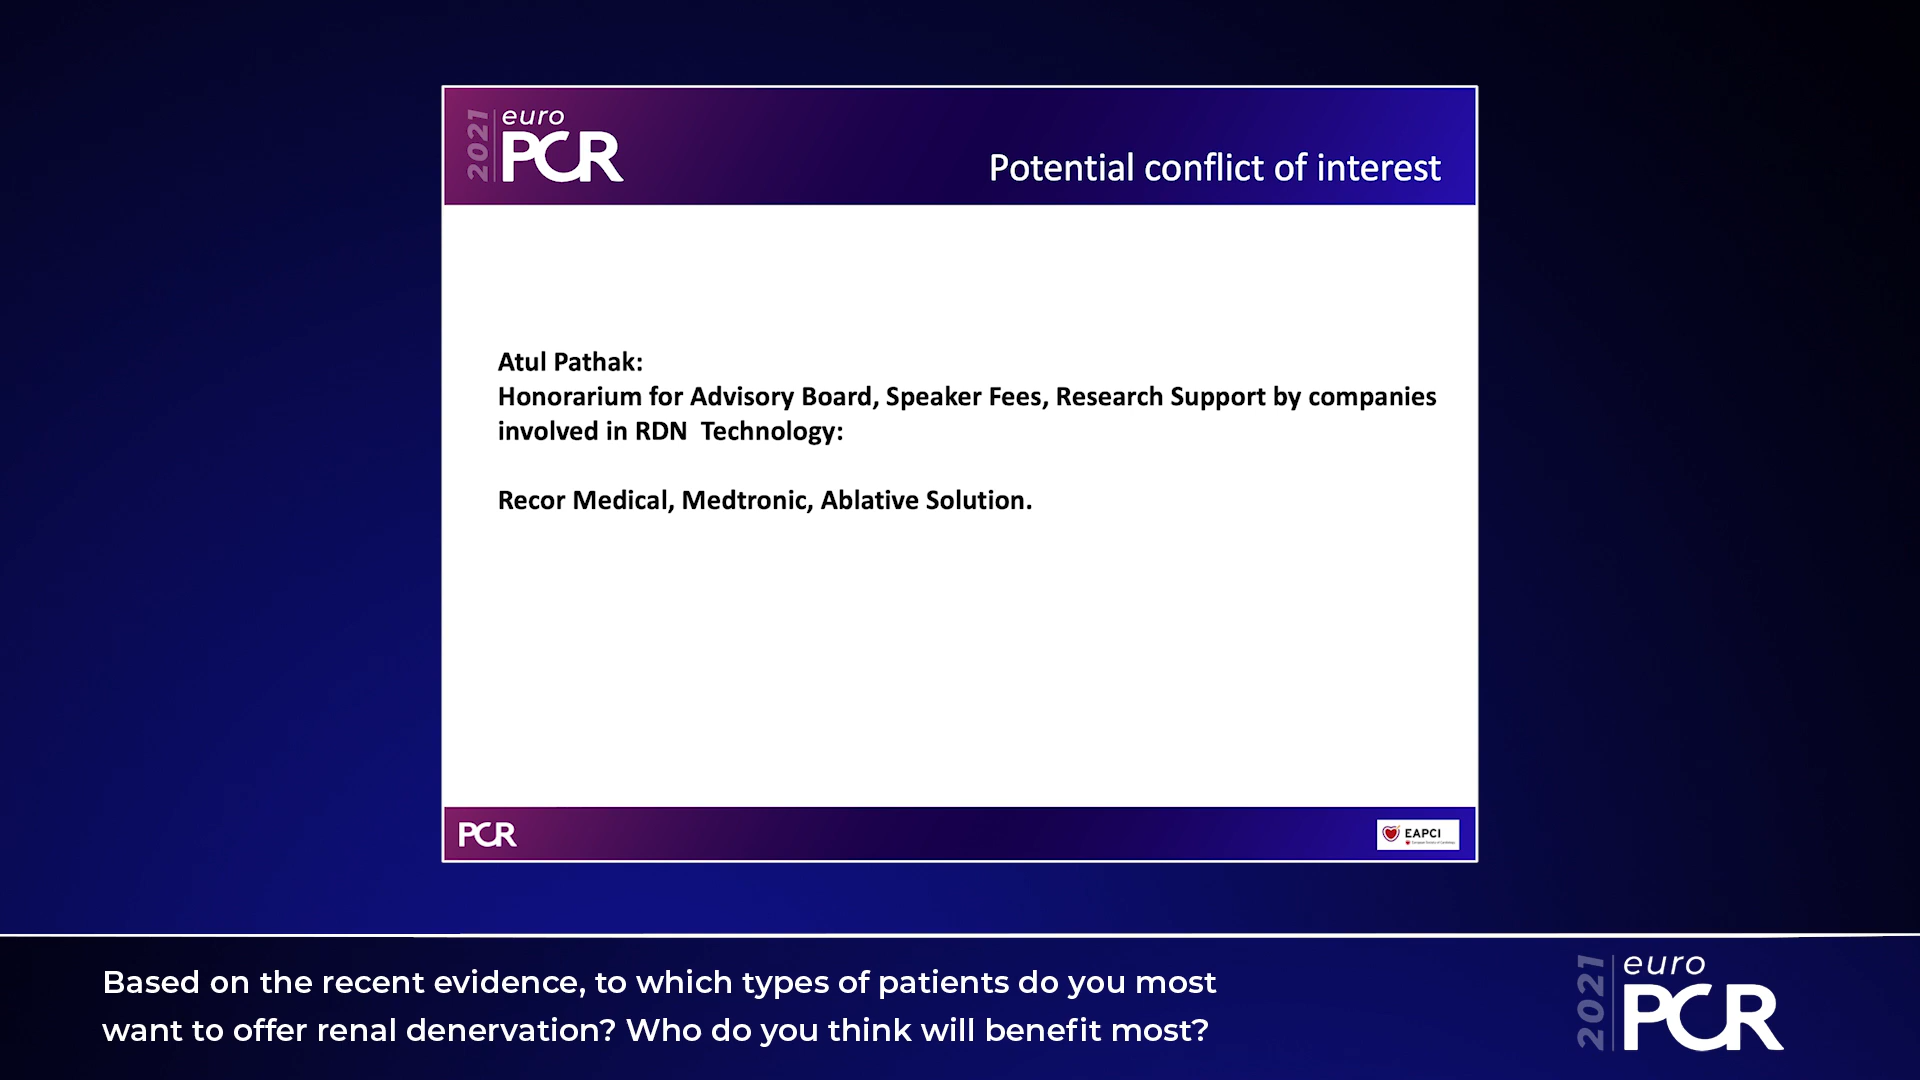 2021
euro
PCR
Potential conflict of interest
Atul Pathak:
Honorarium for Advisory Board, Speaker Fees, Research Support by companies
involved in RDN  Technology:
Recor Medical, Medtronic, Ablative Solution.
PCR
EAPCI
Based on the recent evidence, to which types of patients do you most
want to offer renal denervation? Who do you think will benefit most?
2021
euro
PCR